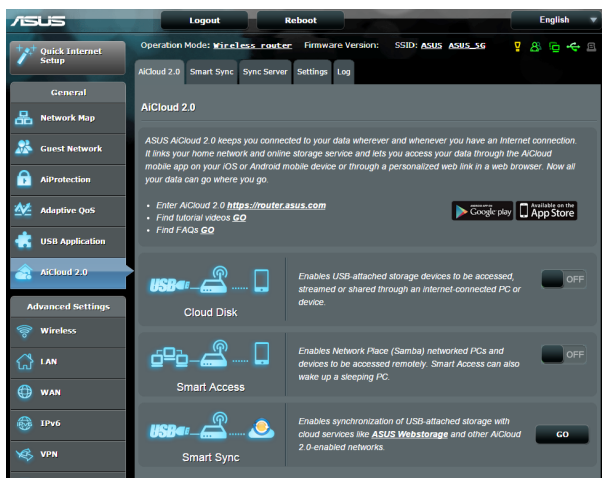 ASUS
Logout
Reboot
English
Quick Internet
Setup
Operation Mode: Wireless router Firmware Version: SSID: ASUS ASUS_5G
AiCloud 2.0
Smart Sync
Sync Server
Settings
Log
General
Network Map
Guest Network
AiProtection
Adaptive QoS
USB Application
AiCloud 2.0
Advanced Settings
Wireless
LAN
WAN
IPv6
IPv6
VPN
AiCloud 2.0
ASUS AiCloud 2.0 keeps you connected to your data wherever and whenever you have an Internet connection.
It links your home network and online storage service and lets you access your data through the AiCloud
mobile app on your iOS or Android mobile device or through a personalized web link in a web browser. Now all
your data can go where you go.
• Enter AiCloud 2.0 https://router.asus.com
• Find tutorial videos GO
• Find FAQs GO
Google play
Available on the
App Store
USB
Cloud Disk
Enables USB-attached storage devices to be accessed,
streamed or shared through an internet-connected PC or
device.
OFF
Smart Access
Enables Network Place (Samba) networked PCs and
devices to be accessed remotely. Smart Access can also
wake up a sleeping PC.
OFF
USB
Smart Sync
Enables synchronization of USB-attached storage with
cloud services like ASUS Webstorage and other AiCloud
2.0-enabled networks.
GO